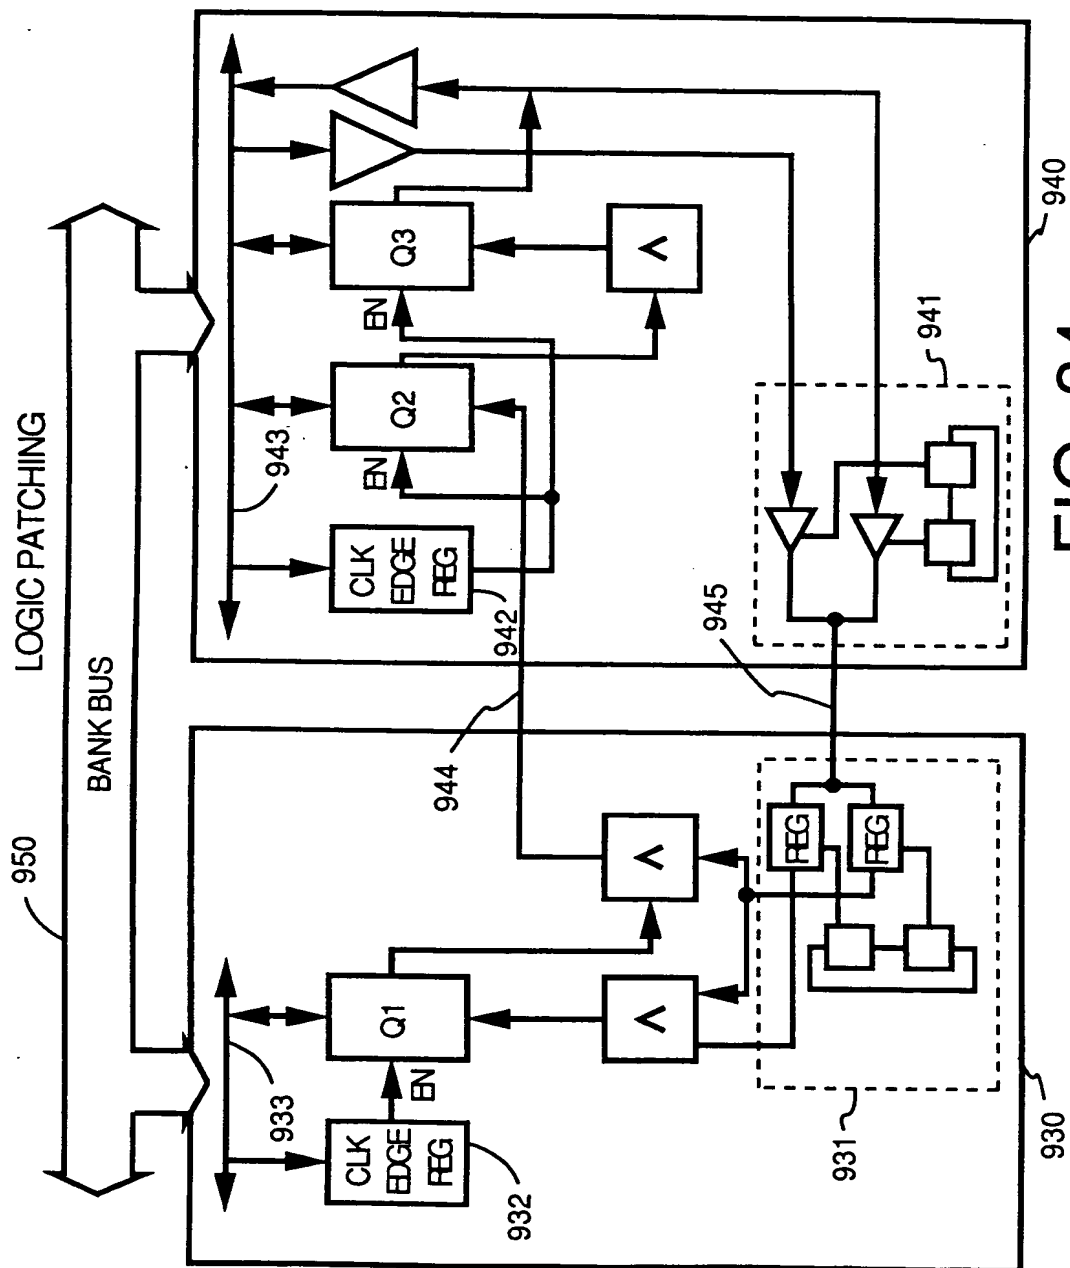 LOGIC PATCHING
950
BANK BUS
943
933
CLK
EDGE
REG
932
EN
Q1
CLK
EDGE
REG
942
EN
Q2
EN
Q3
V
V
V
944
945
REG
REG
931
930
941
940